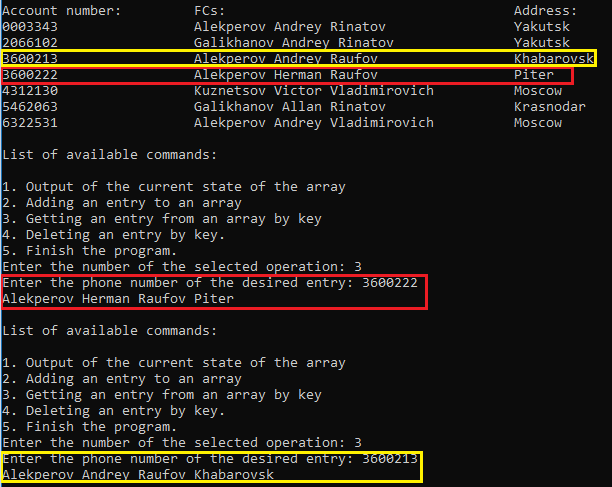 Account number: FCs: Address:
0003343 Alekperov Andrey Rinatov Yakutsk
2066102 Galikhanov Andrey Rinatov Yakutsk
3600213 Alekperov Andrey Raufov Khabarovsk
3600222 Alekperov Herman Raufov Piter
4312130 Kuznetsov Victor Vladimirovich Moscow
5462063 Galikhanov Allan Rinatov Krasnodar
6322531 Alekperov Andrey Vladimirovich Moscow
List of available commands:
1. Output of the current state of the array
2. Adding an entry to an array
3. Getting an entry from an array by key
4. Deleting an entry by key.
5. Finish the program.
Enter the number of the selected operation: 3
Enter the phone number of the desired entry: 3600222
Alekperov Herman Raufov Piter
List of available commands:
1. Output of the current state of the array
2. Adding an entry to an array
3. Getting an entry from an array by key
4. Deleting an entry by key.
5. Finish the program.
Enter the number of the selected operation: 3
Enter the phone number of the desired entry: 3600213
Alekperov Andrey Raufov Khabarovsk